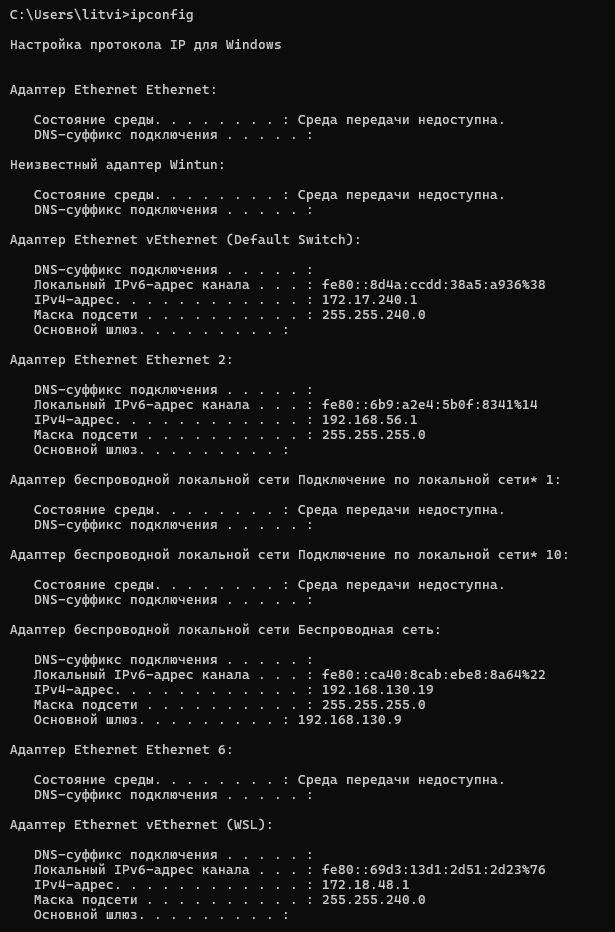 C:\Users\litvi>ipconfig
Настройка протокола IP для Windows
Адаптер Ethernet Ethernet:
Состояние среды. . . . . . . . : Среда передачи недоступна.
DNS-суффикс подключения . . . . . :
Неизвестный адаптер Wintun:
Состояние среды. . . . . . . . : Среда передачи недоступна.
DNS-суффикс подключения . . . . . :
Адаптер Ethernet vEthernet (Default Switch):
DNS-суффикс подключения . . . . . :
Локальный IPv6-адрес канала . . . : fe80::8d4a:ccdd:38a5:a936%38
IPv4-адрес. . . . . . . . . . . . : 172.17.240.1
Маска подсети . . . . . . . . . . : 255.255.240.0
Основной шлюз. . . . . . . . . :
Адаптер Ethernet Ethernet 2:
DNS-суффикс подключения . . . . . :
Локальный IPv6-адрес канала . . . : fe80::6b9:a2e4:5b0f:8341%14
IPv4-адрес. . . . . . . . . . . . : 192.168.56.1
Маска подсети . . . . . . . . . . : 255.255.255.0
Основной шлюз. . . . . . . . . :
Адаптер беспроводной локальной сети Подключение по локальной сети* 1:
Состояние среды. . . . . . . . : Среда передачи недоступна.
DNS-суффикс подключения . . . . . :
Адаптер беспроводной локальной сети Подключение по локальной сети* 10:
Состояние среды. . . . . . . . : Среда передачи недоступна.
DNS-суффикс подключения . . . . . :
Адаптер беспроводной локальной сети Беспроводная сеть:
DNS-суффикс подключения . . . . . :
Локальный IPv6-адрес канала . . . : fe80::ca40:8cab:ebe8:8a64%22
IPv4-адрес. . . . . . . . . . . . : 192.168.130.19
Маска подсети . . . . . . . . . . : 255.255.255.0
Основной шлюз. . . . . . . . . : 192.168.130.9
Адаптер Ethernet Ethernet 6:
Состояние среды. . . . . . . . : Среда передачи недоступна.
DNS-суффикс подключения . . . . . :
Адаптер Ethernet vEthernet (WSL):
DNS-суффикс подключения . . . . . :
Локальный IPv6-адрес канала . . . : fe80::69d3:13d1:2d51:2d23%76
IPv4-адрес. . . . . . . . . . . . : 172.18.48.1
Маска подсети . . . . . . . . . . : 255.255.240.0
Основной шлюз. . . . . . . . . :